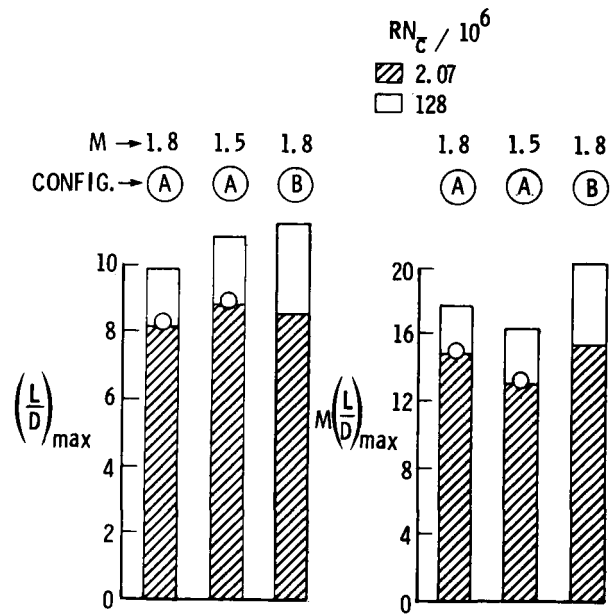 RN_c̅ / 10^6
2.07
128
M → 1.8 1.5 1.8
CONFIG. → A A B
10
8
6
4
2
0
(L/D)max
1.8 1.5 1.8
A A B
20
16
12
8
4
0
M(L/D)max